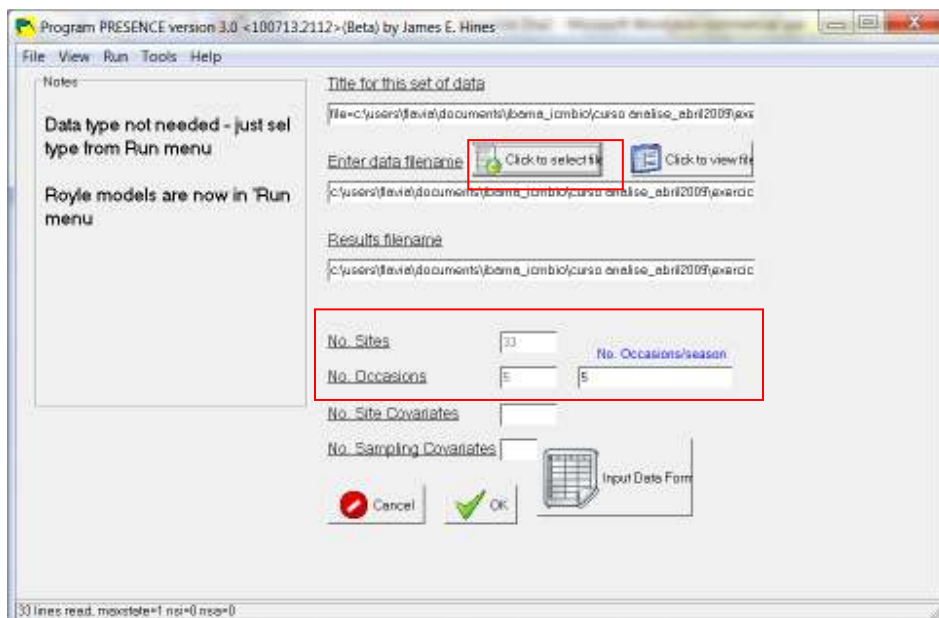 Program PRESENCE version 3.0 <100713.2112>(Beta) by James E. Hines
File View Run Tools Help
Notes
Data type not needed - just sel
type from Run menu
Royle models are now in 'Run
menu
Title for this set of data
file=c:\users\flavia\documents\ibama_icmbio\curso analise_abril2009\exe
Enter data filename
Click to select file
Click to view file
c:\users\flavia\documents\ibama_icmbio\curso analise_abril2009\exercic
Results filename
c:\users\flavia\documents\ibama_icmbio\curso analise_abril2009\exercic
No. Sites 33
No. Occasions/season
No. Occasions 5 5
No. Site Covariates
No. Sampling Covariates
Input Data Form
Cancel OK
33 lines read, maxstate=1 nsi=0 nsa=0